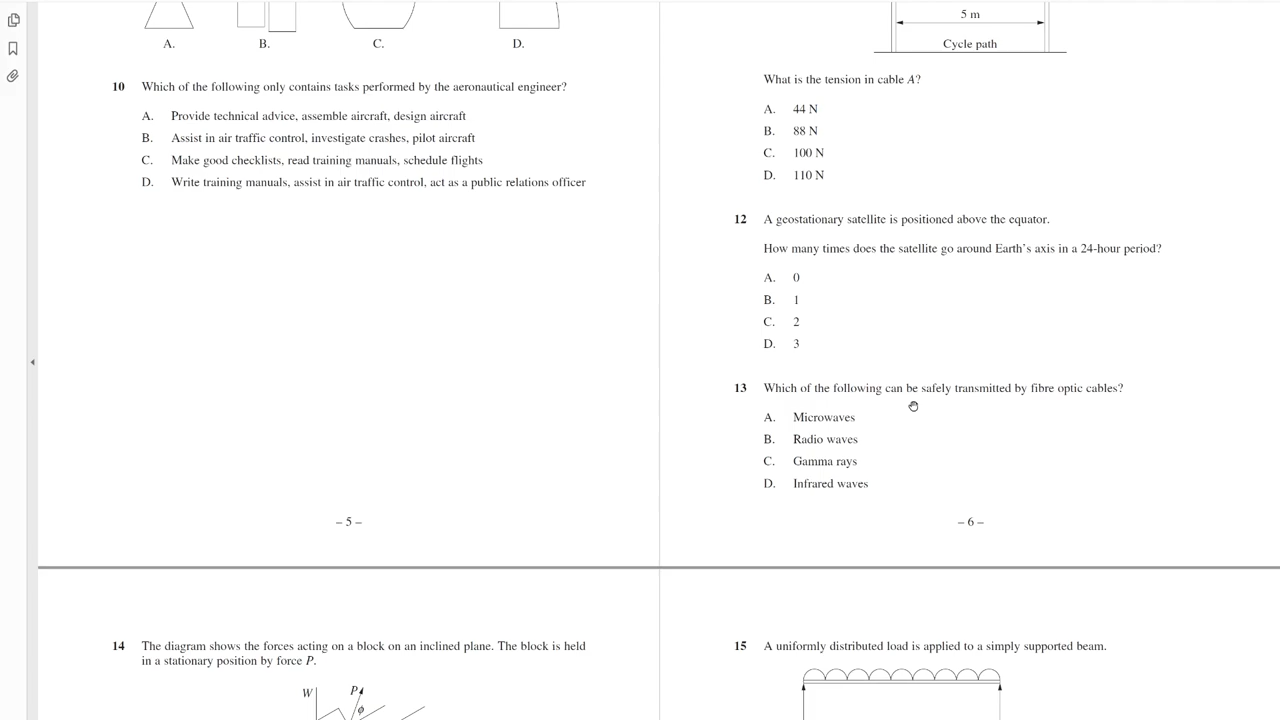 A. B. C. D.
10 Which of the following only contains tasks performed by the aeronautical engineer?
A. Provide technical advice, assemble aircraft, design aircraft
B. Assist in air traffic control, investigate crashes, pilot aircraft
C. Make good checklists, read training manuals, schedule flights
D. Write training manuals, assist in air traffic control, act as a public relations officer
– 5 –
5 m
Cycle path
What is the tension in cable A?
A. 44 N
B. 88 N
C. 100 N
D. 110 N
12 A geostationary satellite is positioned above the equator.
How many times does the satellite go around Earth's axis in a 24-hour period?
A. 0
B. 1
C. 2
D. 3
13 Which of the following can be safely transmitted by fibre optic cables?
A. Microwaves
B. Radio waves
C. Gamma rays
D. Infrared waves
– 6 –
14 The diagram shows the forces acting on a block on an inclined plane. The block is held
in a stationary position by force P.
W P
ϕ
15 A uniformly distributed load is applied to a simply supported beam.